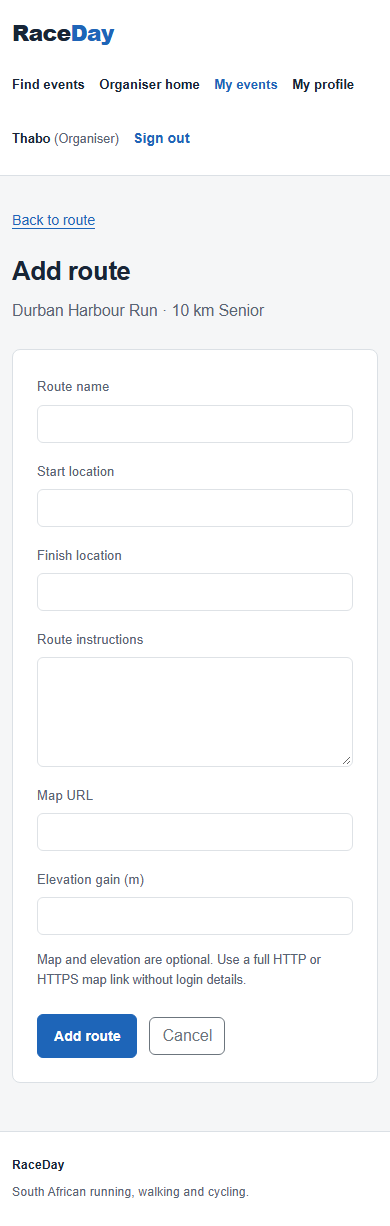 RaceDay
Find events Organiser home My events My profile
Thabo (Organiser) Sign out
Back to route
Add route
Durban Harbour Run · 10 km Senior
Route name
Start location
Finish location
Route instructions
Map URL
Elevation gain (m)
Map and elevation are optional. Use a full HTTP or
HTTPS map link without login details.
Add route Cancel
RaceDay
South African running, walking and cycling.